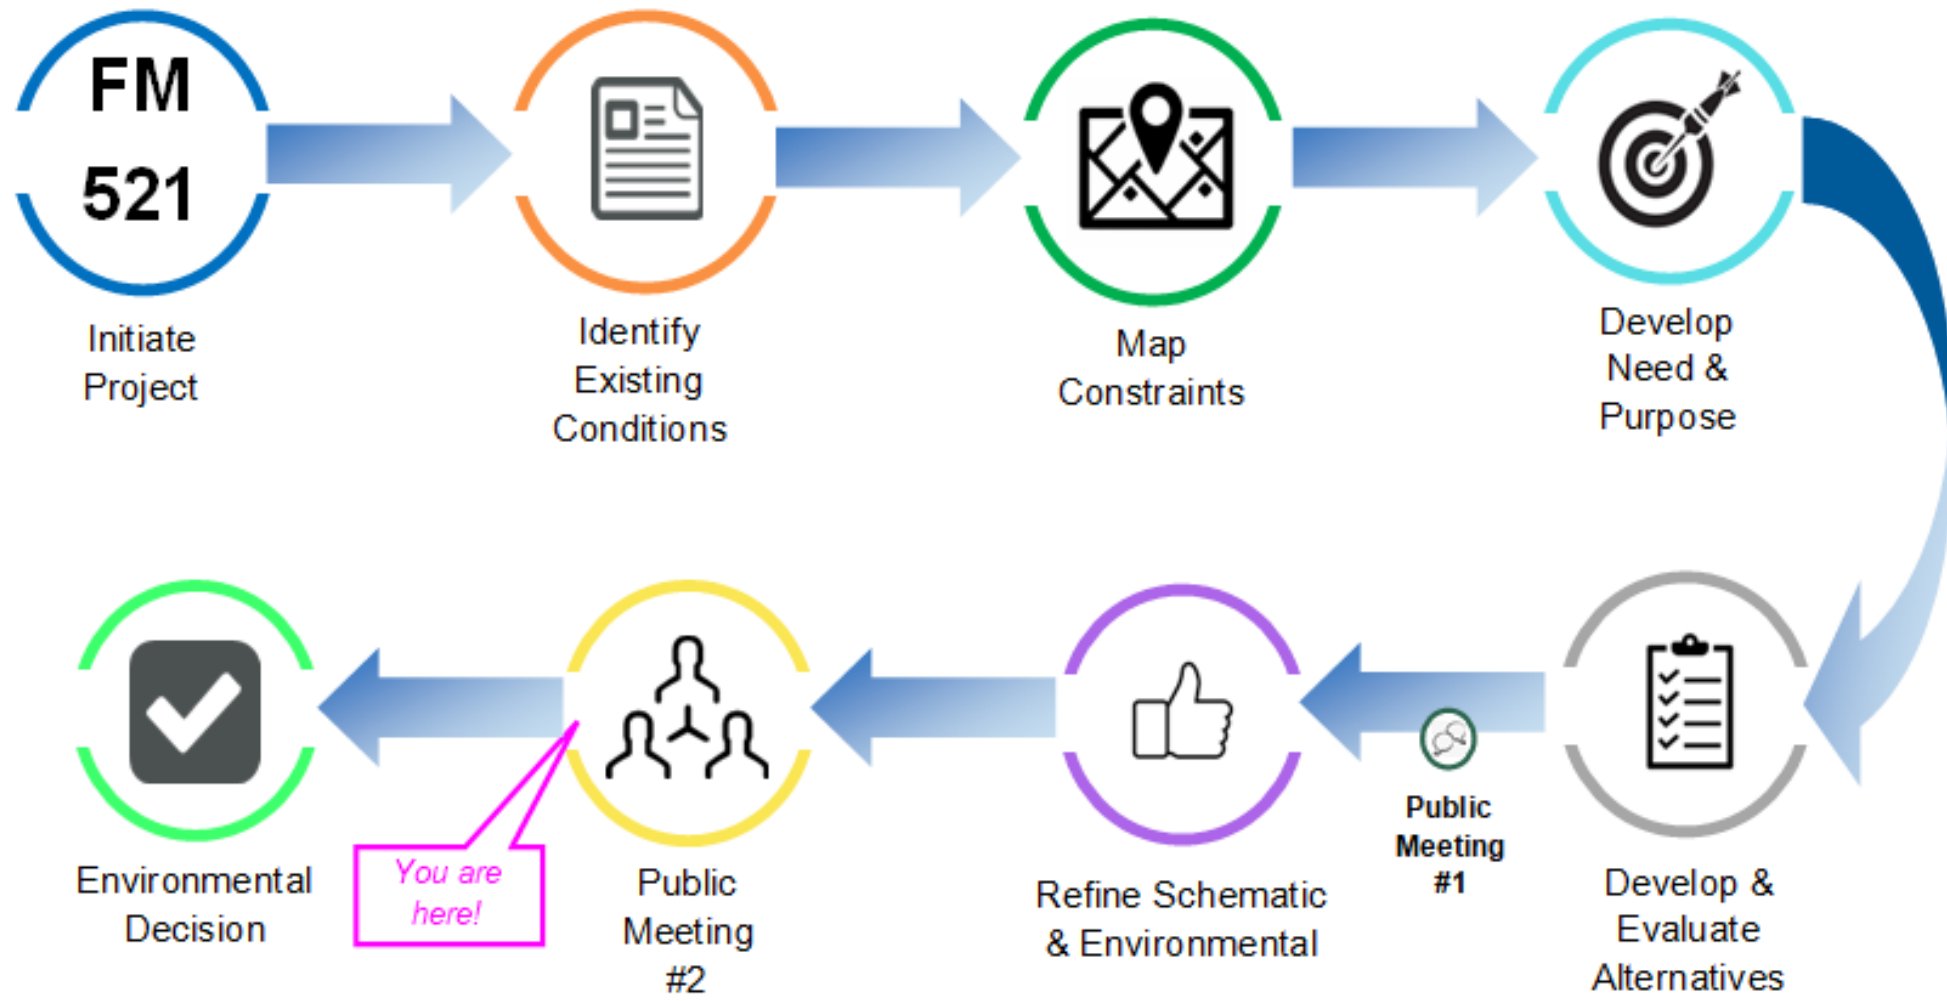 FM
521
Initiate
Project
Identify
Existing
Conditions
Map
Constraints
Develop
Need &
Purpose
Develop &
Evaluate
Alternatives
Public
Meeting
#1
Refine Schematic
& Environmental
Public
Meeting
#2
You are
here!
Environmental
Decision